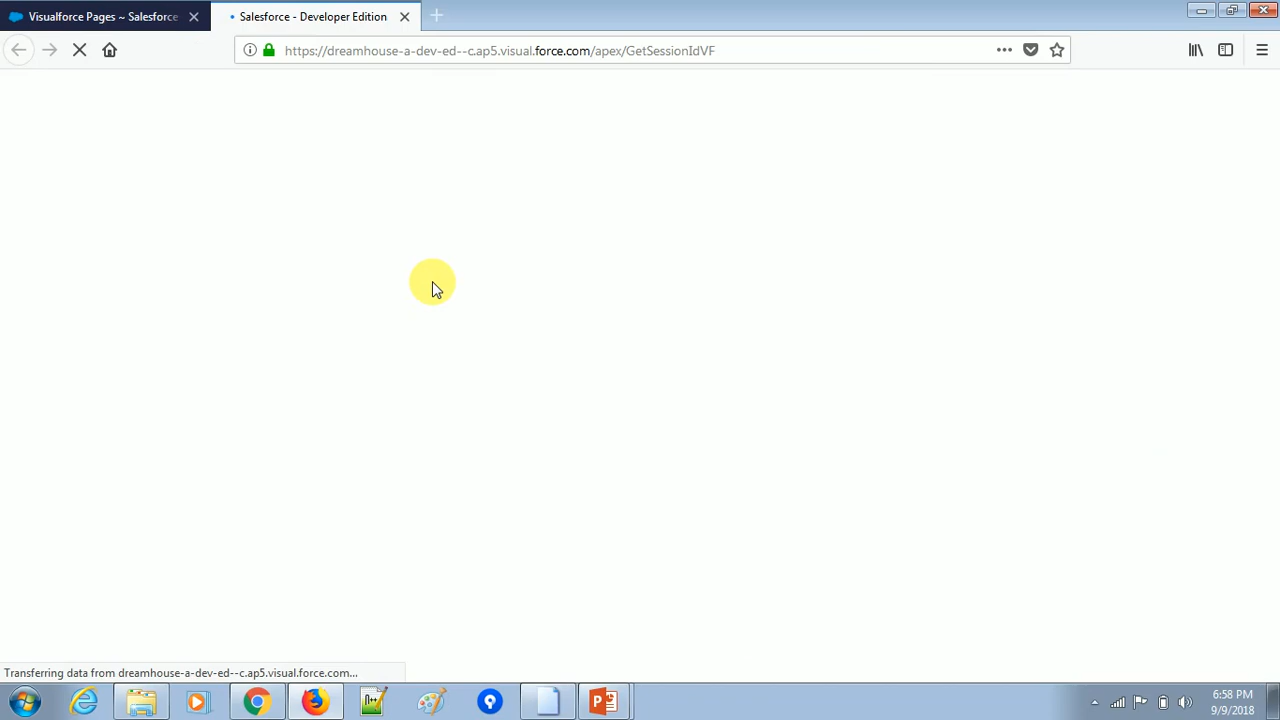 Visualforce Pages ~ Salesforce
Salesforce - Developer Edition
https://dreamhouse-a-dev-ed--c.ap5.visual.force.com/apex/GetSessionIdVF
Transferring data from dreamhouse-a-dev-ed--c.ap5.visual.force.com...
6:58 PM
9/9/2018